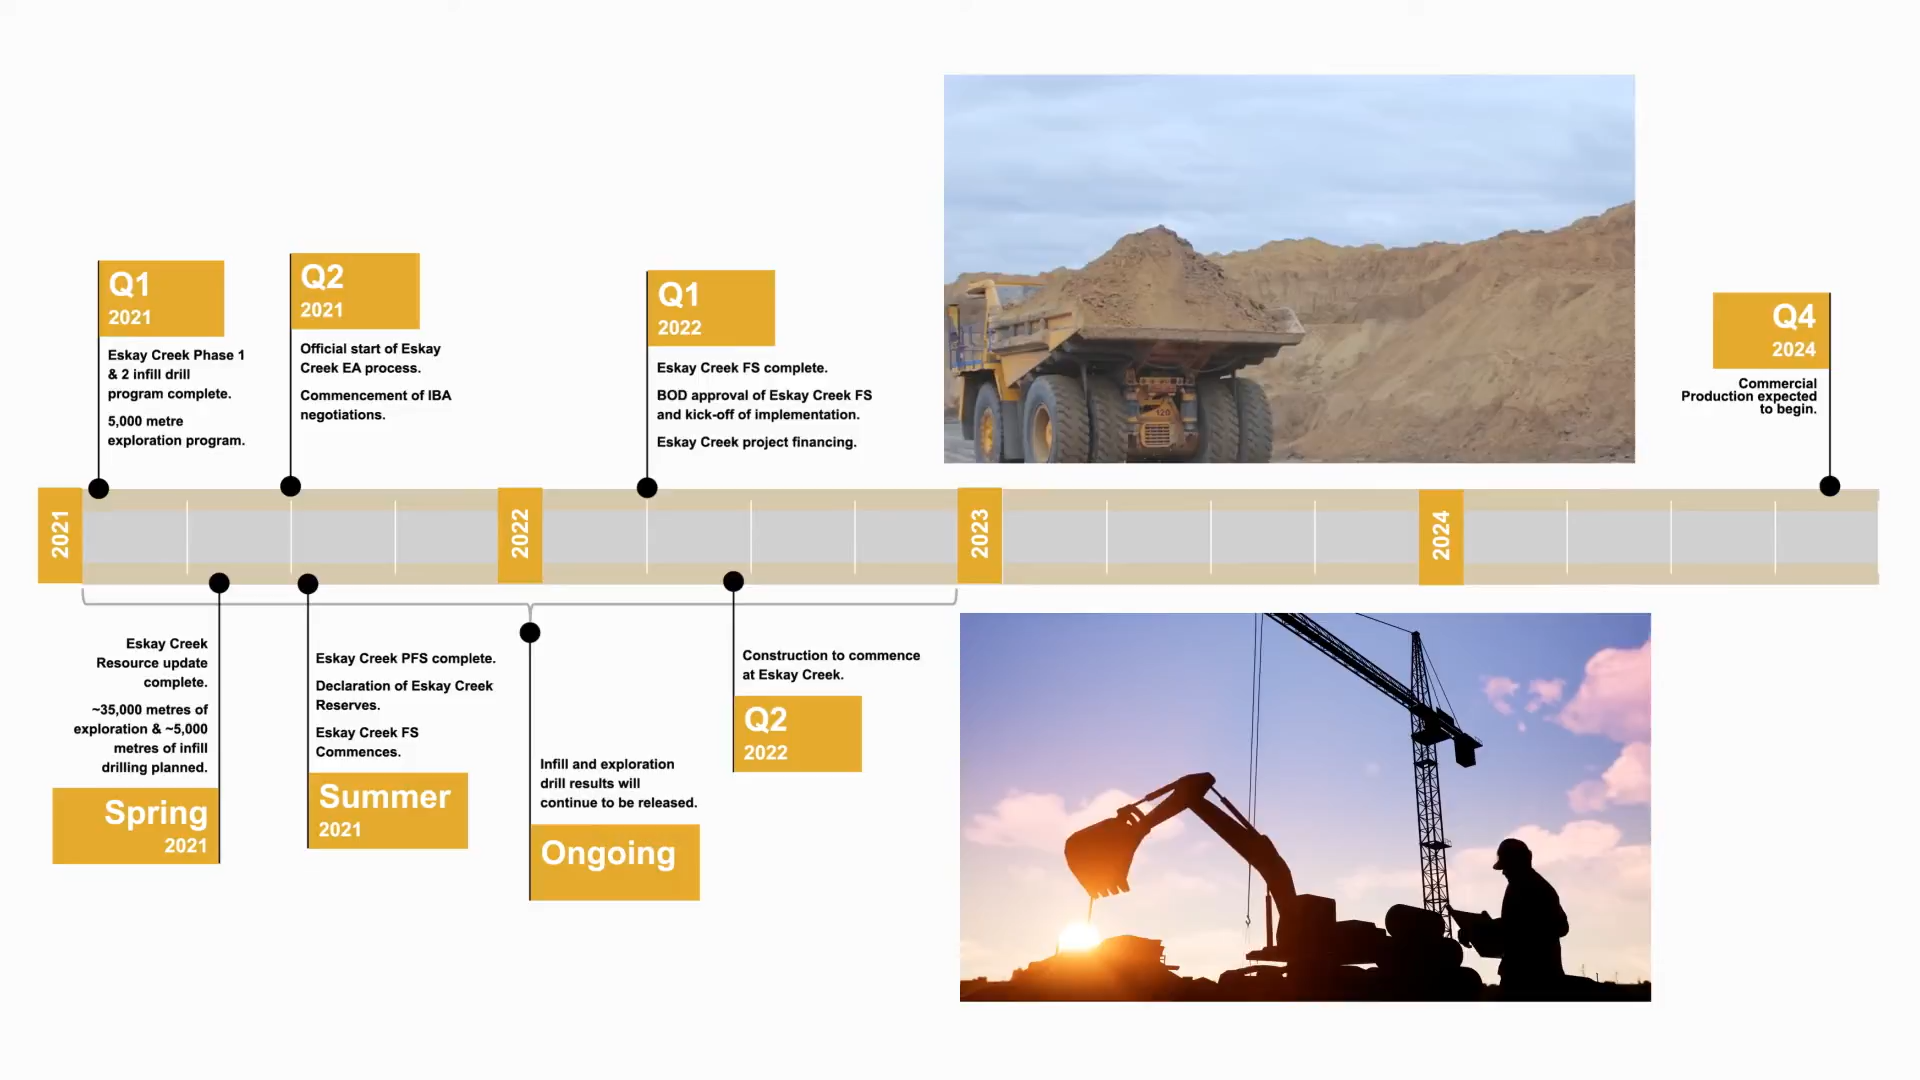 Q1
2021
Eskay Creek Phase 1
& 2 infill drill
program complete.
5,000 metre
exploration program.
Q2
2021
Official start of Eskay
Creek EA process.
Commencement of IBA
negotiations.
Q1
2022
Eskay Creek FS complete.
BOD approval of Eskay Creek FS
and kick-off of implementation.
Eskay Creek project financing.
120
Q4
2024
Commercial
Production expected
to begin.
2021
2022
2023
2024
Eskay Creek
Resource update
complete.
~35,000 metres of
exploration & ~5,000
metres of infill
drilling planned.
Spring
2021
Eskay Creek PFS complete.
Declaration of Eskay Creek
Reserves.
Eskay Creek FS
Commences.
Summer
2021
Infill and exploration
drill results will
continue to be released.
Ongoing
Construction to commence
at Eskay Creek.
Q2
2022